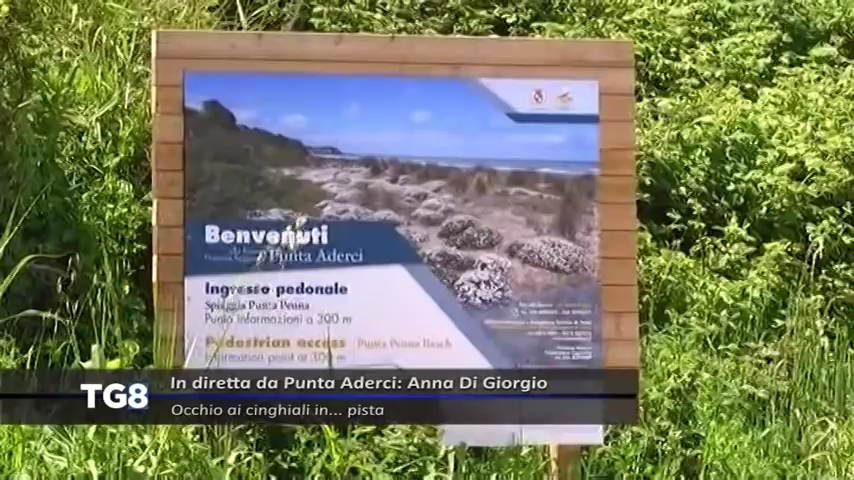 Benvenuti
Punta Aderci
Ingresso pedonale
Spiaggia Punta Penna
Punto informazioni a 300 m
Pedestrian access Punta Penna Beach
Information point at 300 m
TG8
In diretta da Punta Aderci: Anna Di Giorgio
Occhio ai cinghiali in... pista